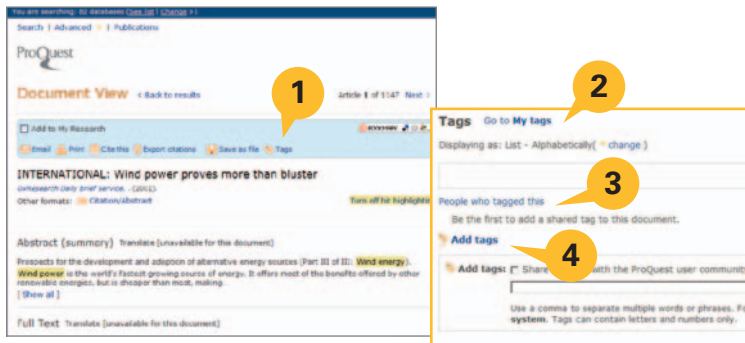 You are searching: 82 databases (See list | Change > )
Search | Advanced | Publications
ProQuest
Document View < Back to results
Article 1 of 1147 Next >
Add to My Research
Email Print Cite this Export citations Save as file Tags
INTERNATIONAL: Wind power proves more than bluster
Oxresearch Daily Brief Service. . (2001).
Other formats: Citation/abstract
Turn off hit highlightin
Abstract (summary) Translate [unavailable for this document]
Prospects for the development and adoption of alternative energy sources (Part III of III: Wind energy).
Wind power is the world's fastest growing source of energy. It offers most of the benefits offered by other
renewable energies, but is cheaper than most, making.
[ Show all ]
Full Text Translate [unavailable for this document]
1
2
Tags Go to My tags
Displaying as: List - Alphabetically( change )
3
People who tagged this
Be the first to add a shared tag to this document.
Add tags
4
Add tags: Share with the ProQuest user community
Use a comma to separate multiple words or phrases. Fo
system. Tags can contain letters and numbers only.